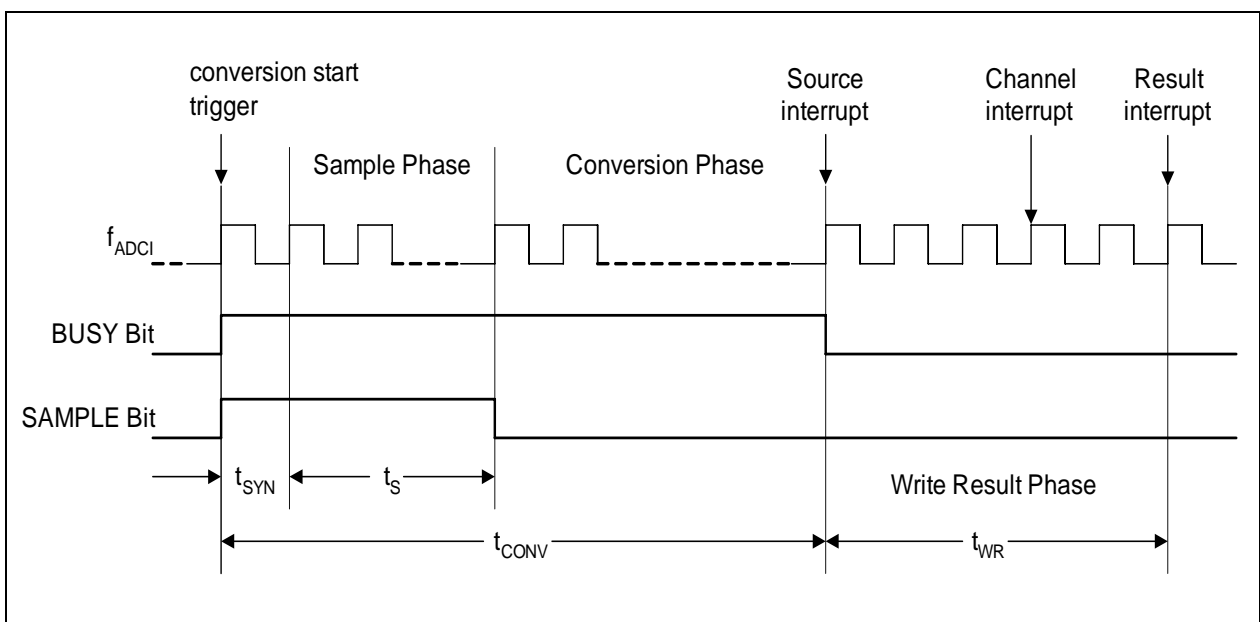 conversion start
trigger
Source
interrupt
Channel
interrupt
Result
interrupt
Sample Phase
Conversion Phase
fADCI
BUSY Bit
SAMPLE Bit
tSYN
tS
Write Result Phase
tCONV
tWR